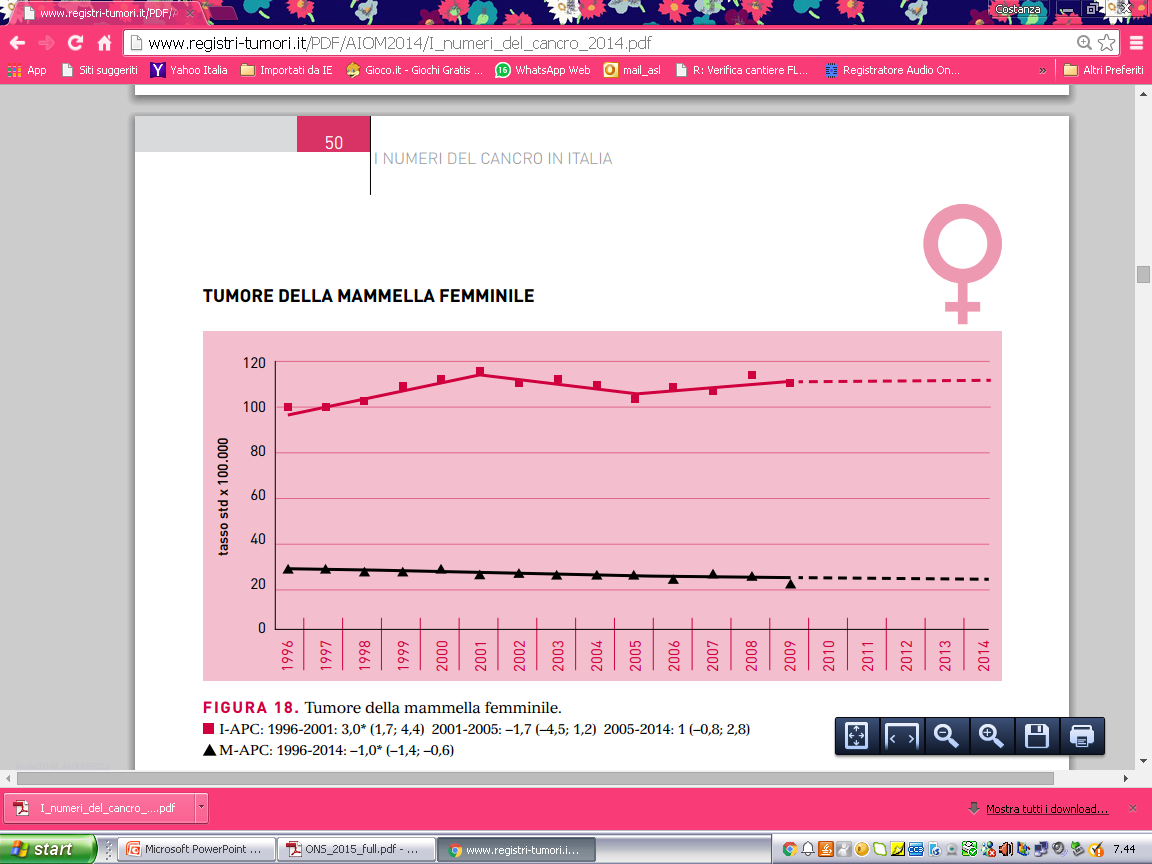 www.registri-tumori.it/PDF/A
Costanza
www.registri-tumori.it/PDF/AIOM2014/I_numeri_del_cancro_2014.pdf
App Siti suggeriti Yahoo Italia Importati da IE Gioco.it - Giochi Gratis ... WhatsApp Web mail_asl R: Verifica cantiere FL... Registratore Audio On... » Altri Preferiti
50
I NUMERI DEL CANCRO IN ITALIA
TUMORE DELLA MAMMELLA FEMMINILE
tasso std x 100.000
120
100
80
60
40
20
0
1996 1997 1998 1999 2000 2001 2002 2003 2004 2005 2006 2007 2008 2009 2010 2011 2012 2013 2014
FIGURA 18. Tumore della mammella femminile.
I-APC: 1996-2001: 3,0* (1,7; 4,4) 2001-2005: –1,7 (–4,5; 1,2) 2005-2014: 1 (–0,8; 2,8)
M-APC: 1996-2014: –1,0* (–1,4; –0,6)
I_numeri_del_cancro_....pdf
Mostra tutti i download...
start Microsoft PowerPoint ... ONS_2015_full.pdf - ... www.registri-tumori.i... 7.44